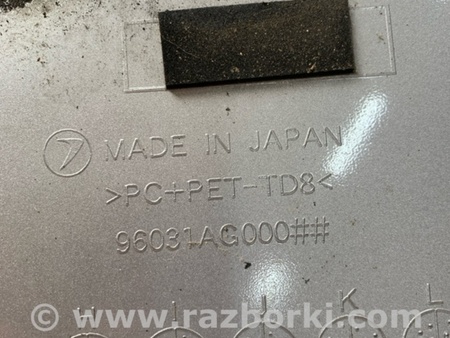 MADE IN JAPAN
>PC+PET-TD8<
96031AG000##
H I J K L
© www.razborki.com